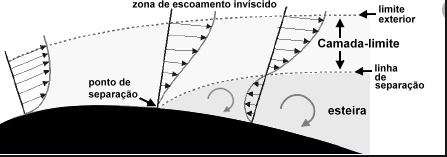 zona de escoamento invíscido
limite
exterior
Camada-limite
linha
de
separação
ponto de
separação
esteira